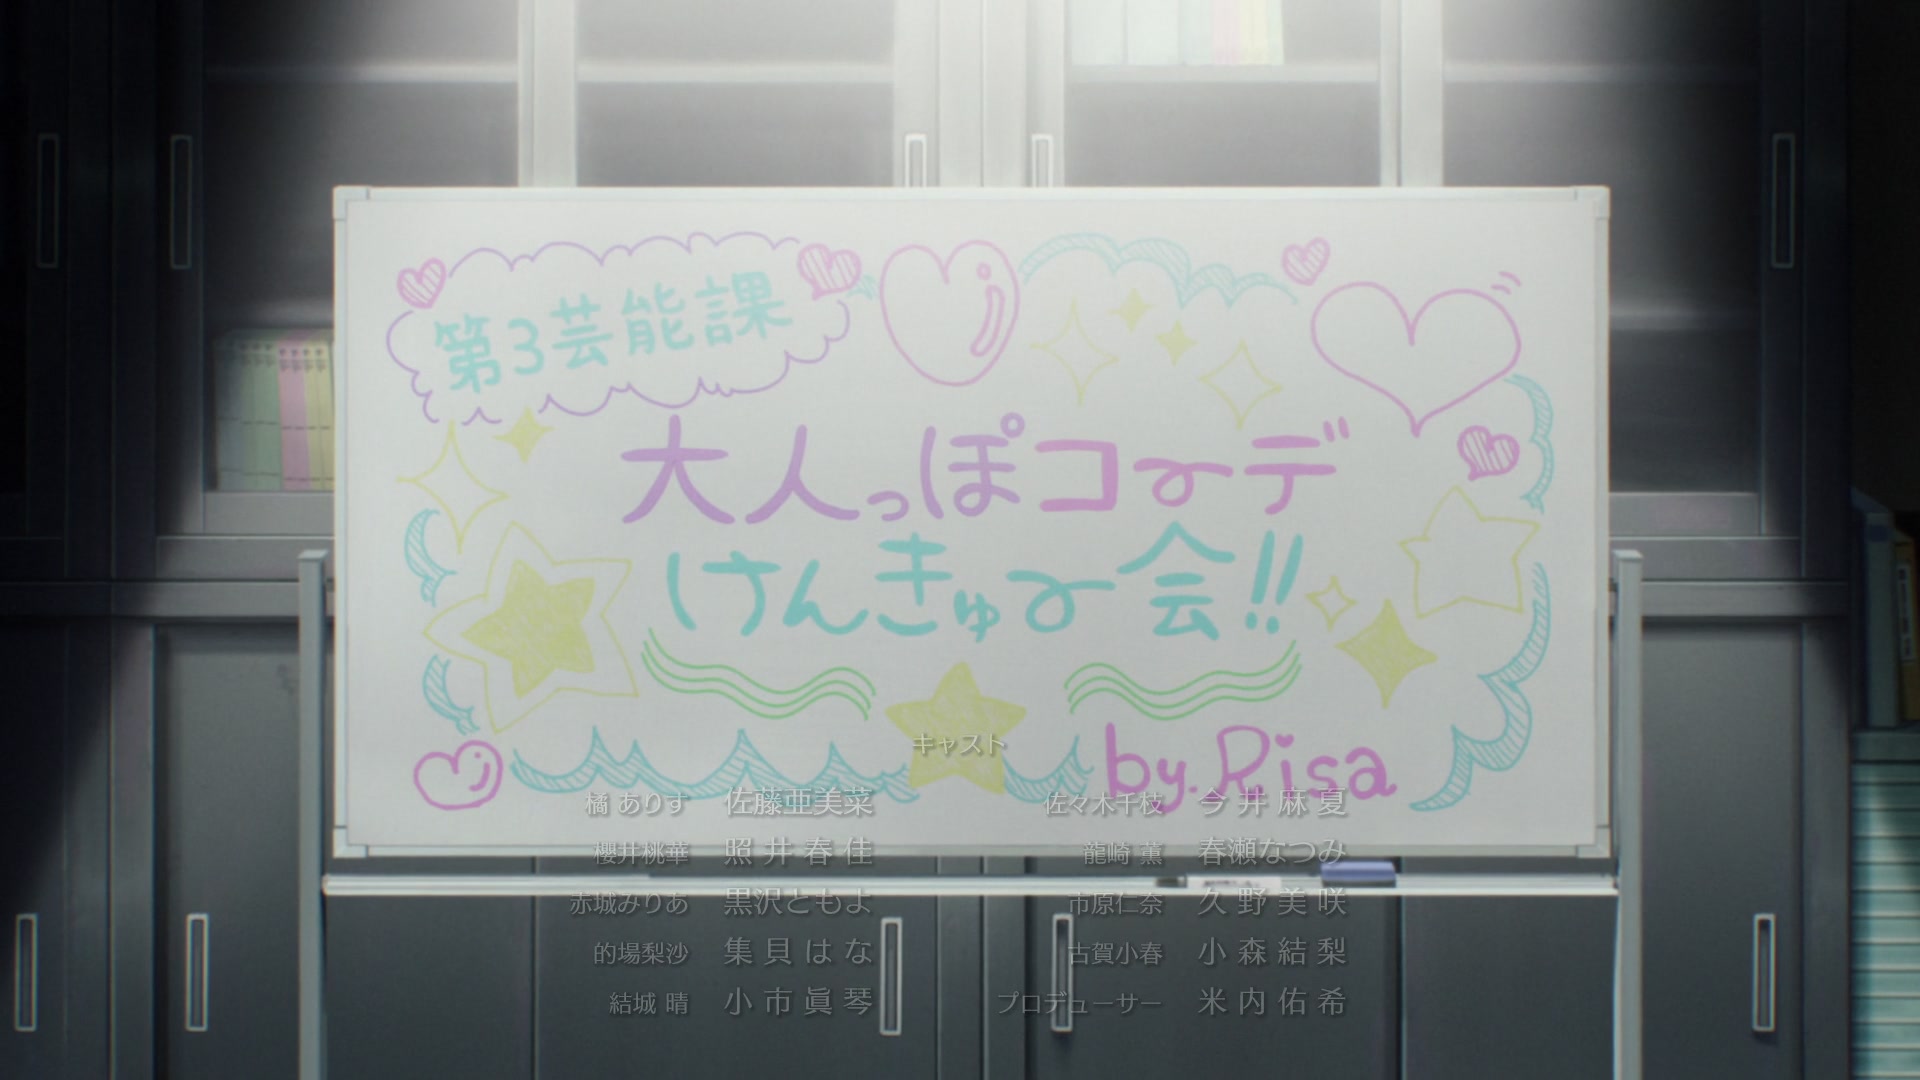 第3芸能課
大人っぽコーデ
けんきゅー会!!
by.Risa
キャスト
橘 ありす 佐藤亜美菜
櫻井桃華 照井春佳
赤城みりあ 黒沢ともよ
的場梨沙 集貝はな
結城 晴 小市眞琴
佐々木千枝 今井麻夏
龍崎 薫 春瀬なつみ
市原仁奈 久野美咲
古賀小春 小森結梨
プロデューサー 米内佑希